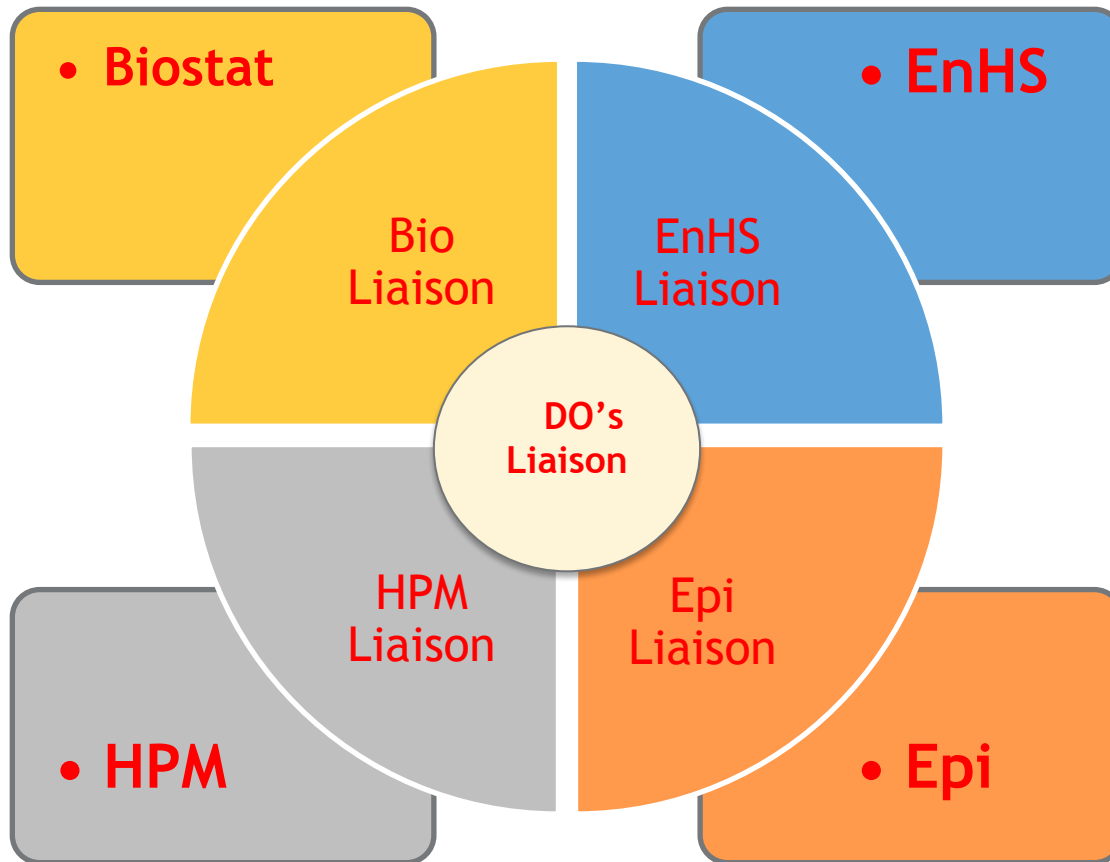 • Biostat
• EnHS
Bio
Liaison
EnHS
Liaison
DO’s
Liaison
HPM
Liaison
Epi
Liaison
• HPM
• Epi